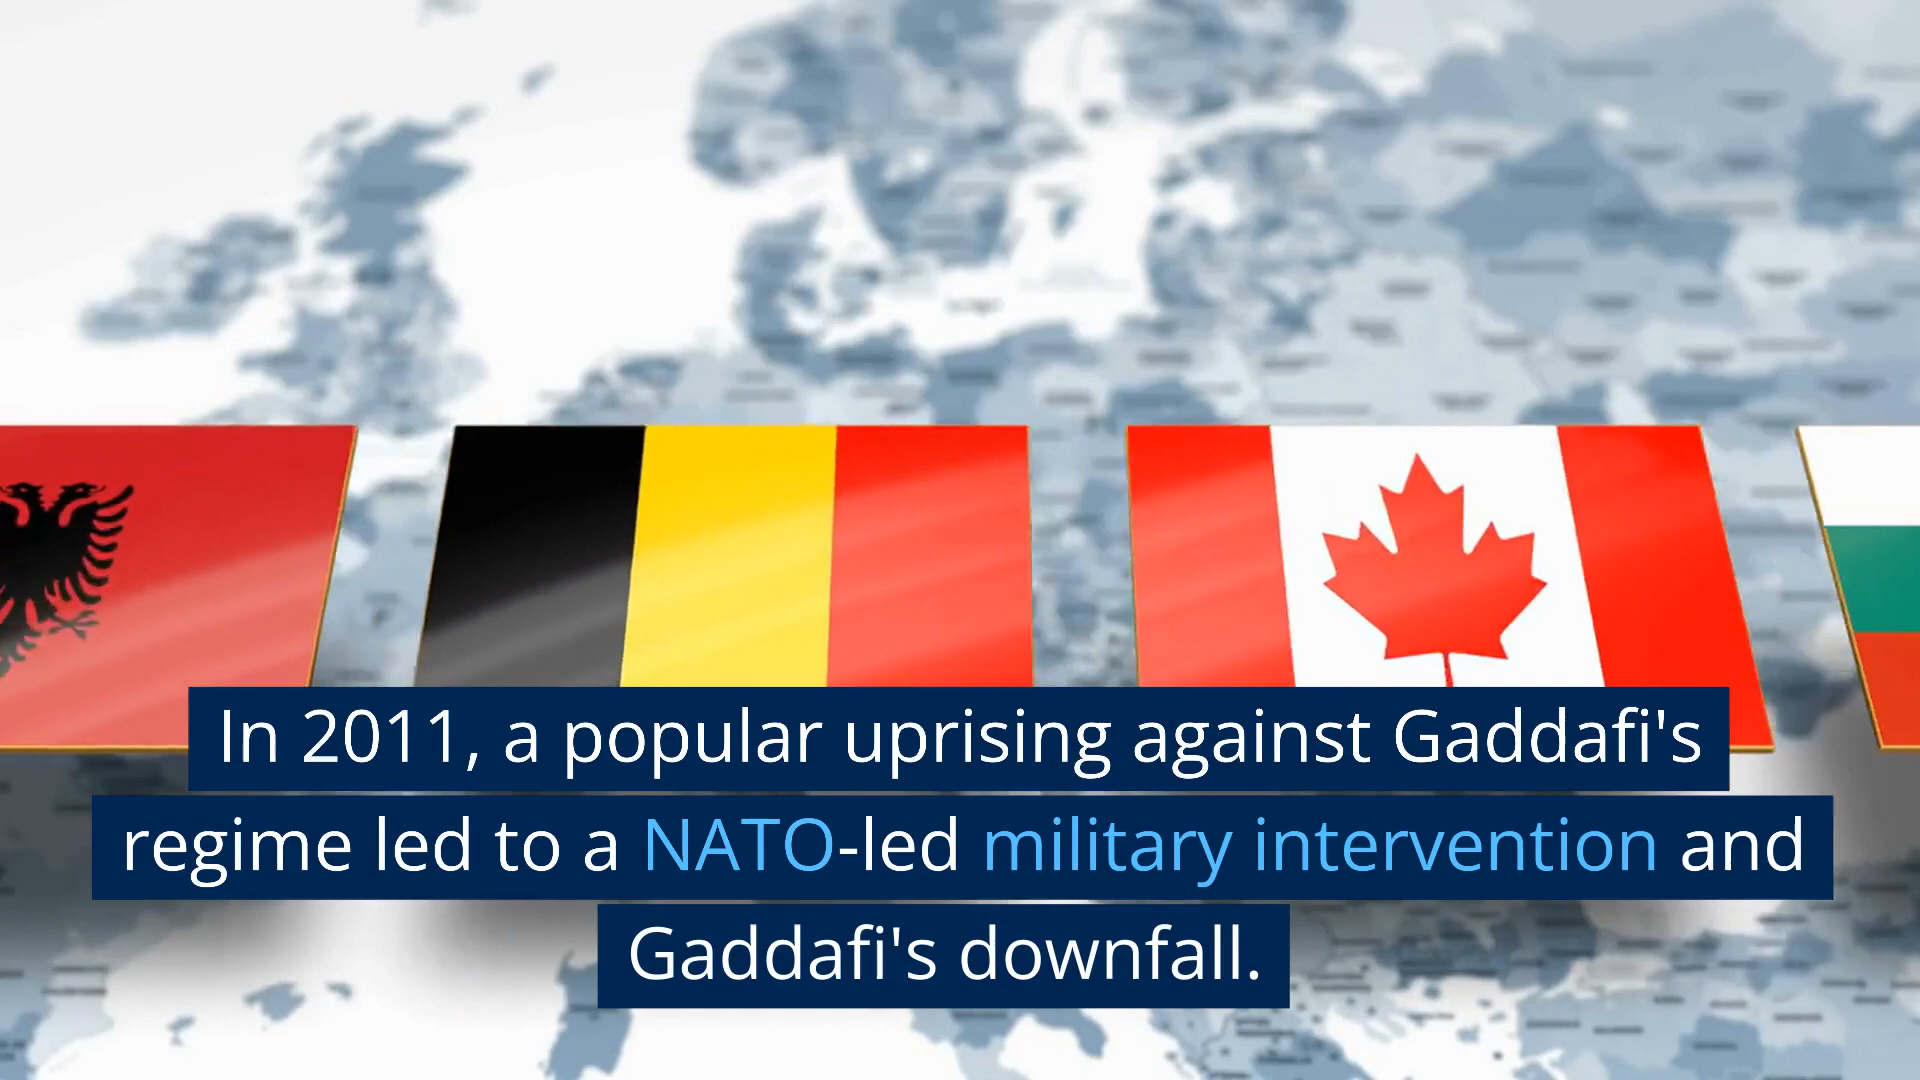 In 2011, a popular uprising against Gaddafi's
regime led to a NATO-led military intervention and
Gaddafi's downfall.